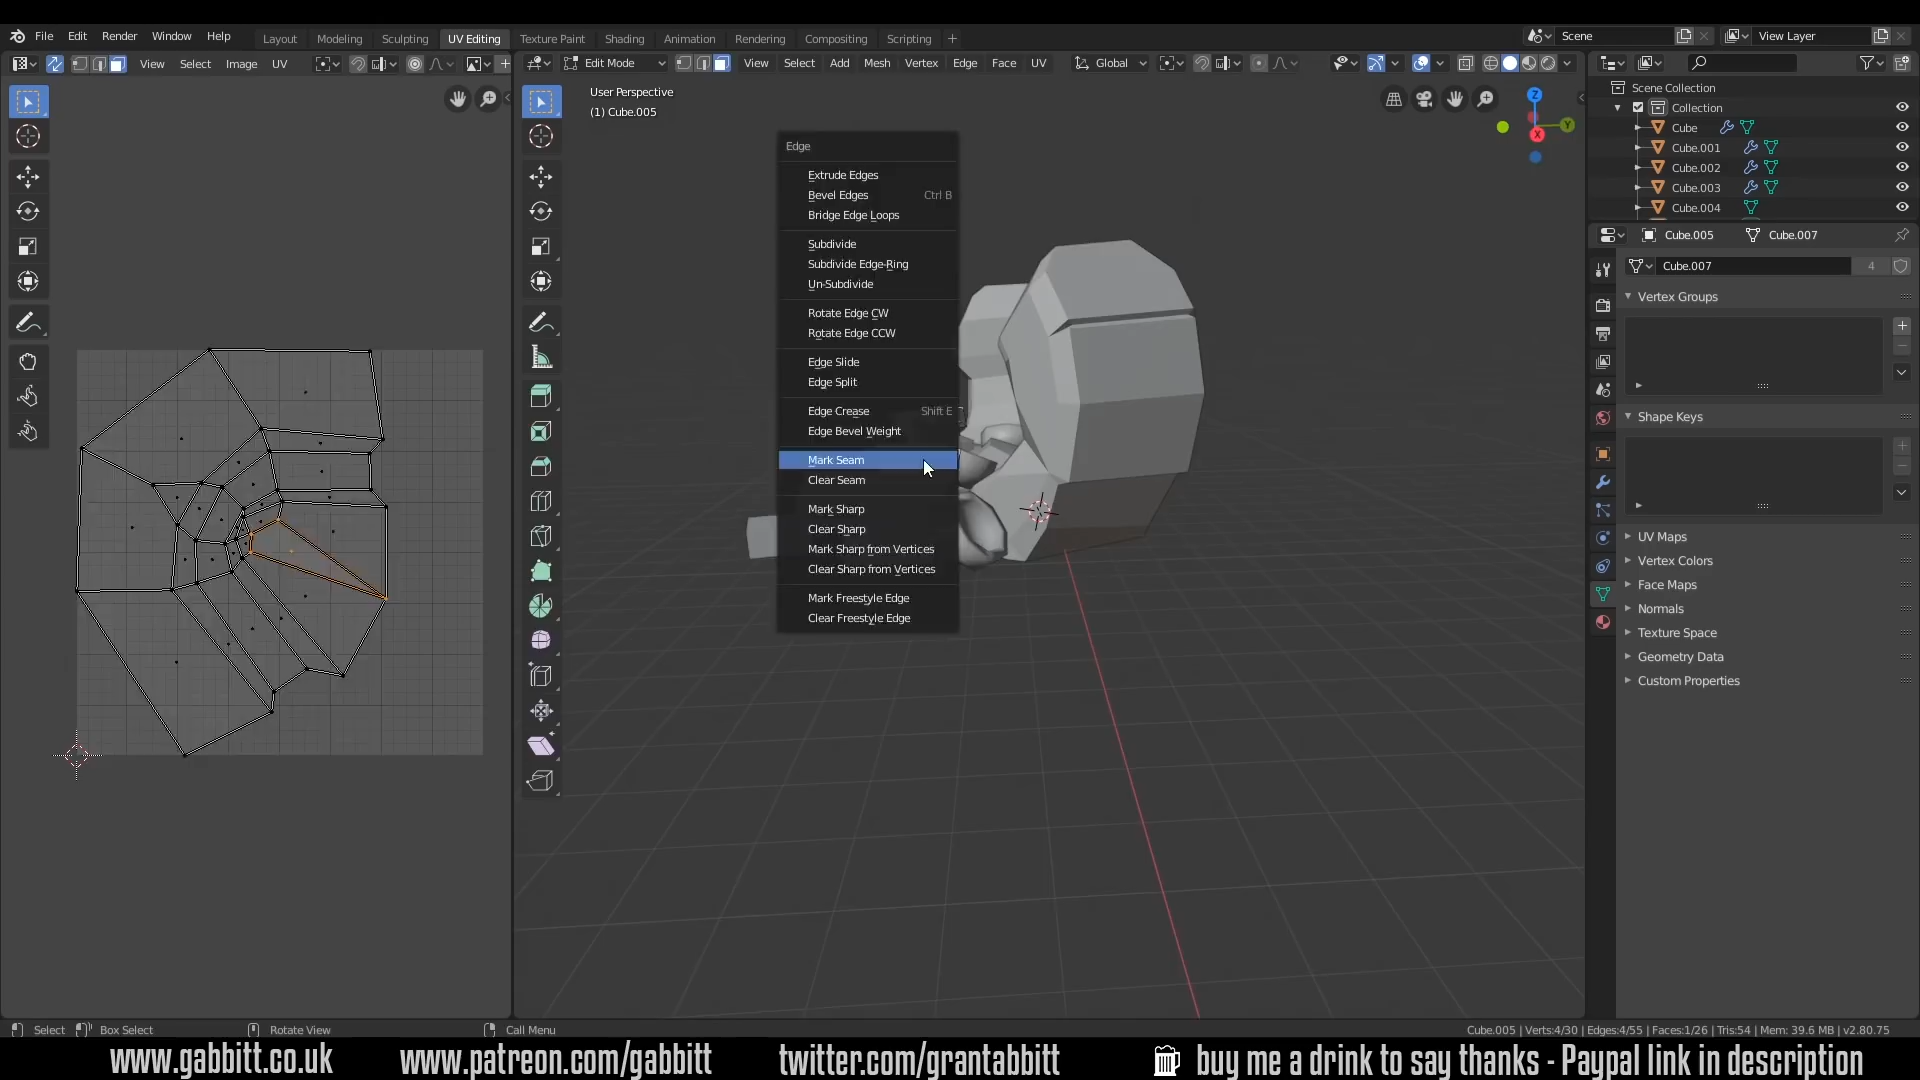 File Edit Render Window Help
Layout Modeling Sculpting UV Editing Texture Paint Shading Animation Rendering Compositing Scripting +
Scene
View Layer
View Select Image UV
Edit Mode
View Select Add Mesh Vertex Edge Face UV
Global
User Perspective
(1) Cube.005
Z
Y
X
Edge
Extrude Edges
Bevel Edges Ctrl B
Bridge Edge Loops
Subdivide
Subdivide Edge-Ring
Un-Subdivide
Rotate Edge CW
Rotate Edge CCW
Edge Slide
Edge Split
Edge Crease Shift E
Edge Bevel Weight
Mark Seam
Clear Seam
Mark Sharp
Clear Sharp
Mark Sharp from Vertices
Clear Sharp from Vertices
Mark Freestyle Edge
Clear Freestyle Edge
Scene Collection
Collection
Cube
Cube.001
Cube.002
Cube.003
Cube.004
Cube.005 Cube.007
Cube.007 4
Vertex Groups
Shape Keys
UV Maps
Vertex Colors
Face Maps
Normals
Texture Space
Geometry Data
Custom Properties
Select Box Select Rotate View Call Menu
Cube.005 | Verts:4/30 | Edges:4/55 | Faces:1/26 | Tris:54 | Mem: 39.6 MB | v2.80.75
www.gabbitt.co.uk www.patreon.com/gabbitt twitter.com/grantabbitt buy me a drink to say thanks - Paypal link in description